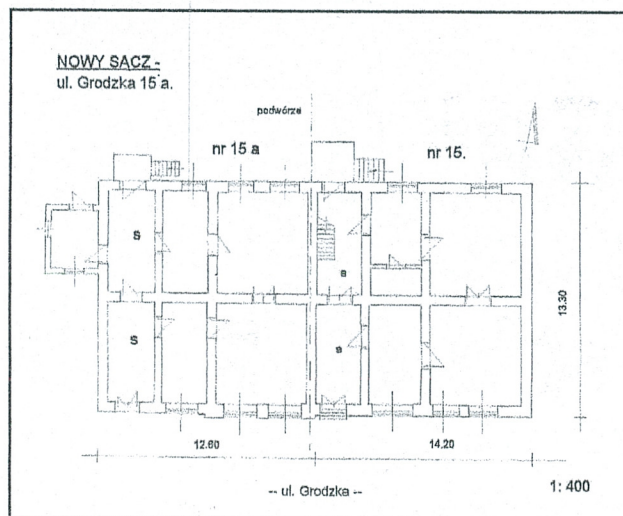 NOWY SĄCZ -
ul. Grodzka 15 a.
podwórze
nr 15 a
nr 15.
S
s
S
s
13.30
12.60
14.20
-- ul. Grodzka --
1: 400